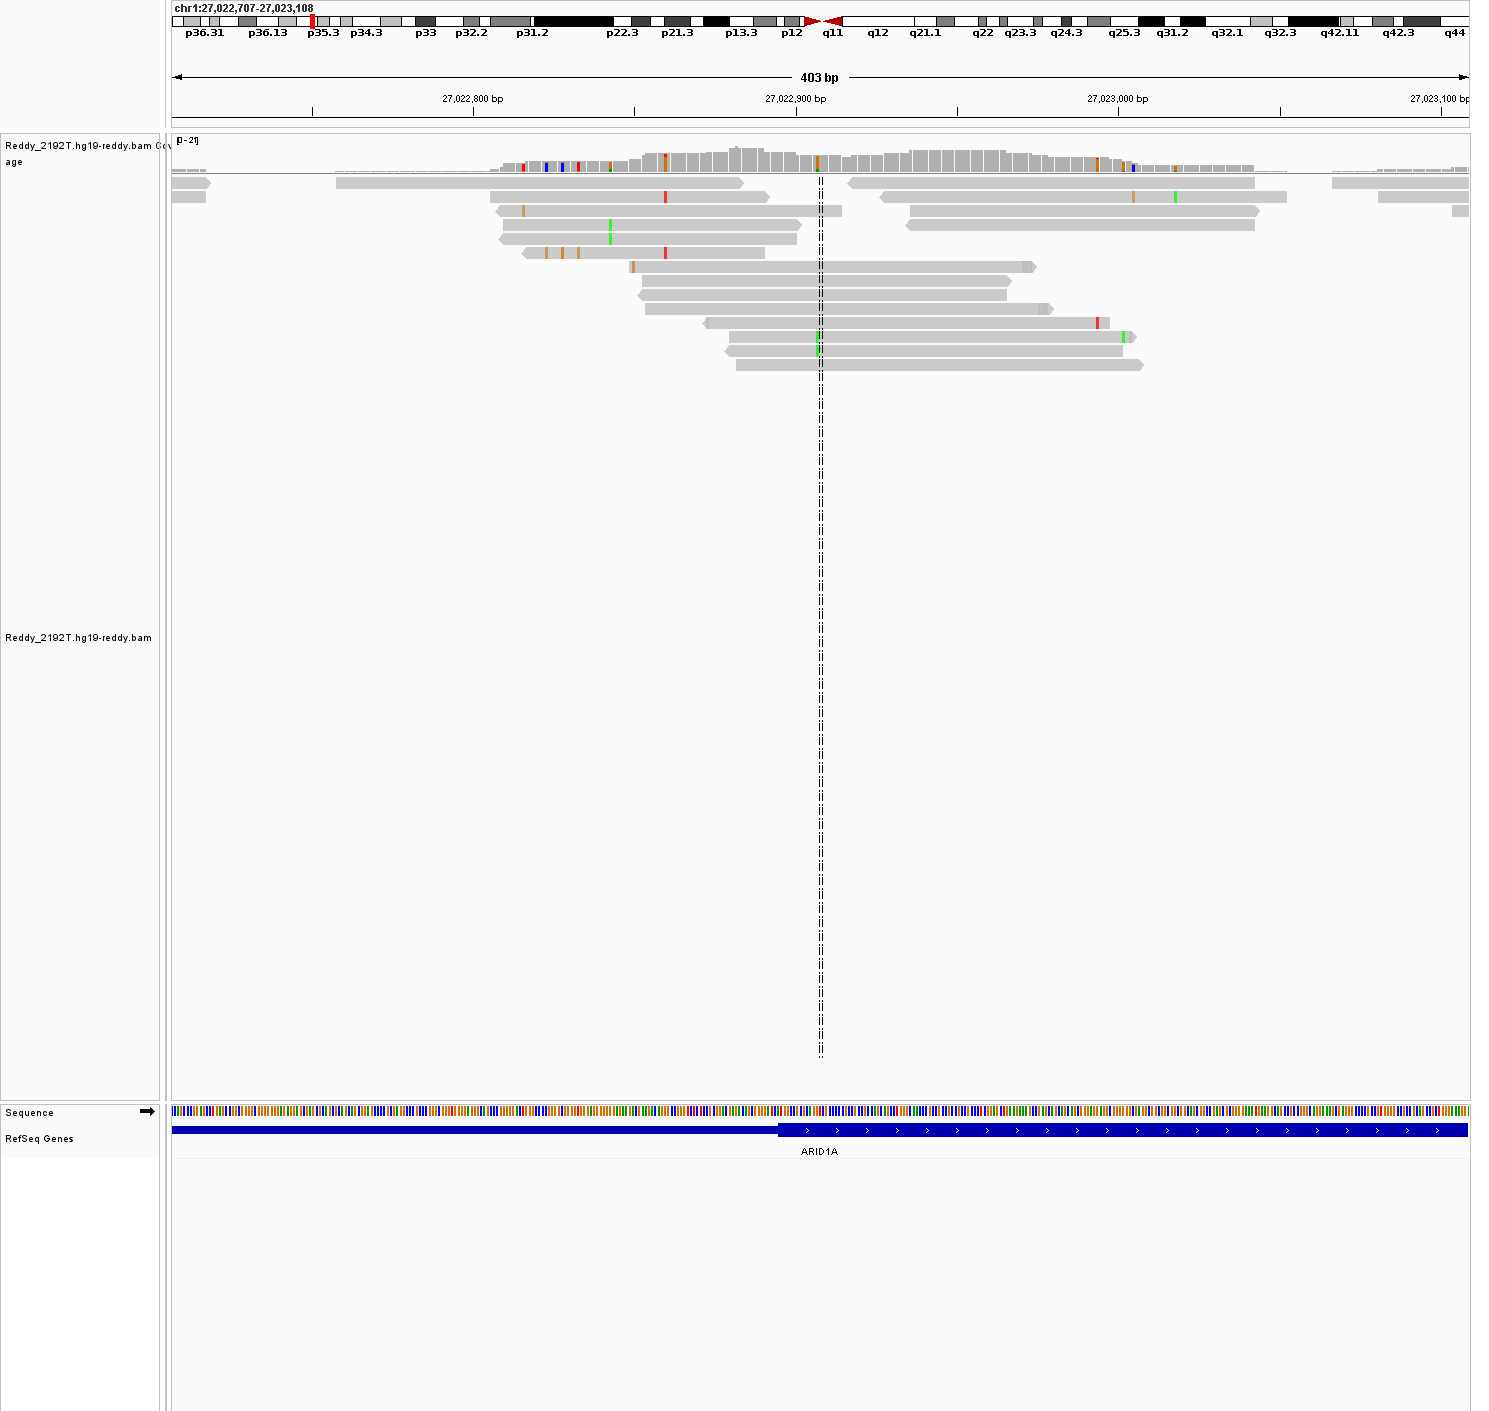 chr1:27,022,707-27,023,108
p36.31 p36.13 p35.3 p34.3 p33 p32.2 p31.2 p22.3 p21.3 p13.3 p12 q11 q12 q21.1 q22 q23.3 q24.3 q25.3 q31.2 q32.1 q32.3 q42.11 q42.3 q44
403 bp
27,022,800 bp 27,022,900 bp 27,023,000 bp 27,023,100 bp
Reddy_2192T.hg19-reddy.bam Cov
age
[0 - 21]
Reddy_2192T.hg19-reddy.bam
Sequence
RefSeq Genes
ARID1A